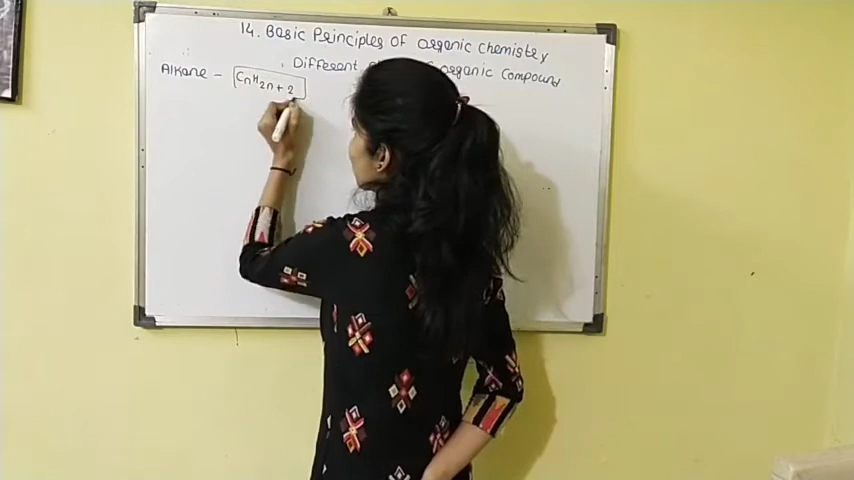 14. Basic Principles of Organic Chemistry
Different Organic Compound
Alkane - CnH2n+2